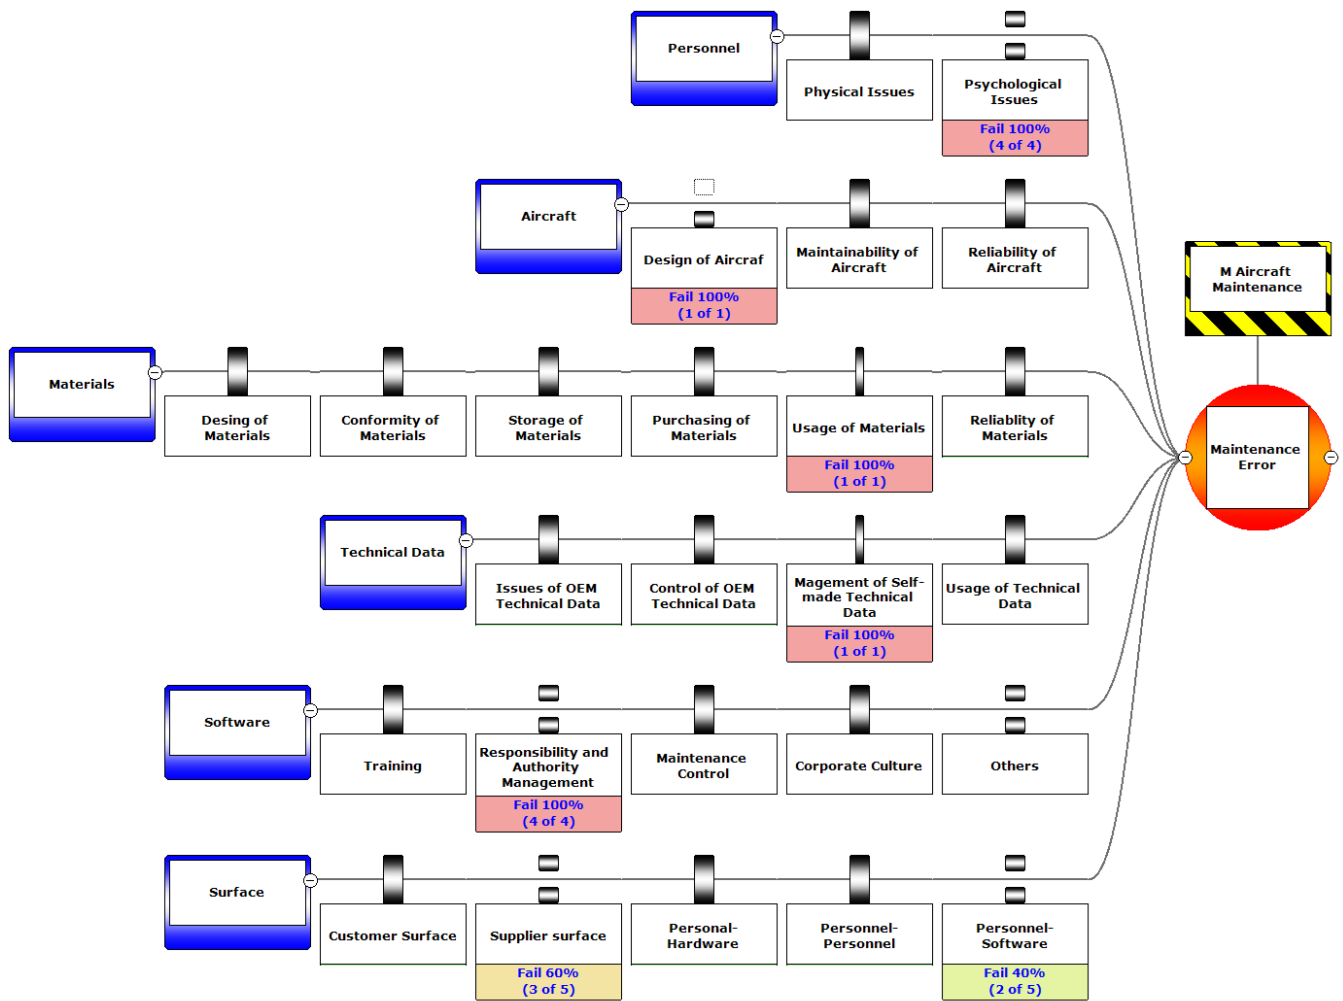 Personnel
Physical Issues
Psychological
Issues
Fail 100%
(4 of 4)
Aircraft
Design of Aircraf
Fail 100%
(1 of 1)
Maintainability of
Aircraft
Reliability of
Aircraft
M Aircraft
Maintenance
Materials
Desing of
Materials
Conformity of
Materials
Storage of
Materials
Purchasing of
Materials
Usage of Materials
Fail 100%
(1 of 1)
Reliablity of
Materials
Maintenance
Error
Technical Data
Issues of OEM
Technical Data
Control of OEM
Technical Data
Magement of Self-
made Technical
Data
Fail 100%
(1 of 1)
Usage of Technical
Data
Software
Training
Responsibility and
Authority
Management
Fail 100%
(4 of 4)
Maintenance
Control
Corporate Culture
Others
Surface
Customer Surface
Supplier surface
Fail 60%
(3 of 5)
Personal-
Hardware
Personnel-
Personnel
Personnel-
Software
Fail 40%
(2 of 5)